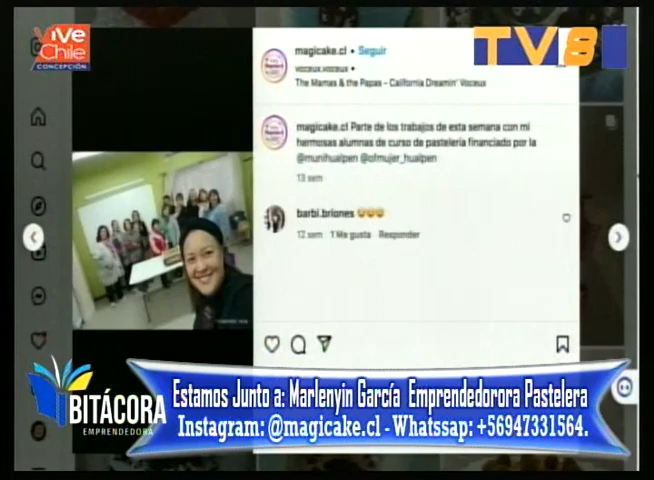 ViVe
Chile
CONCEPCIÓN
TV8
magicake.cl • Seguir
voceux.voceux •
The Mamas & the Papas - California Dreamin' Voceux
magicake.cl Parte de los trabajos de esta semana con mi
hermosas alumnas de curso de pastelería financiado por la
@munihualpen @ofmujer_hualpen
13 sem
barbi.briones 😍😍😍
12 sem 1 Me gusta Responder
BITÁCORA
EMPRENDEDORA
Estamos Junto a: Marlenyin García Emprendedorora Pastelera
Instagram: @magicake.cl - Whatssap: +56947331564.